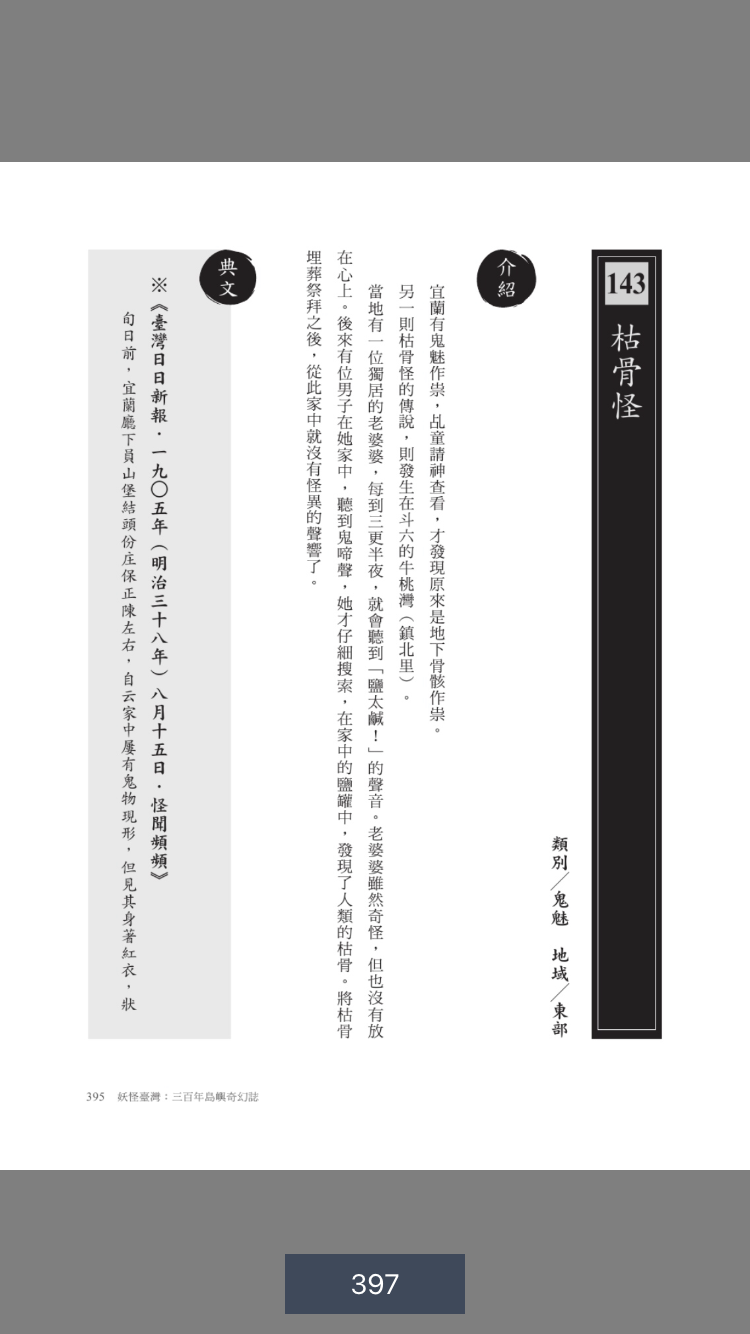 143
枯骨怪
類別／鬼魅　地域／東部
介紹
宜蘭有鬼魅作祟，乩童請神查看，才發現原來是地下骨骸作祟。
另一則枯骨怪的傳說，則發生在斗六的牛桃灣（鎮北里）。
當地有一位獨居的老婆婆，每到三更半夜，就會聽到「鹽太鹹！」的聲音。老婆婆雖然奇怪，但也沒有放
在心上。後來有位男子在她家中，聽到鬼啼聲，她才仔細搜索，在家中的鹽罐中，發現了人類的枯骨。將枯骨
埋葬祭拜之後，從此家中就沒有怪異的聲響了。
典文
※《臺灣日日新報．一九〇五年（明治三十八年）八月十五日．怪聞頻頻》
旬日前，宜蘭廳下員山堡結頭份庄保正陳左右，自云家中屢有鬼物現形，但見其身著紅衣，狀
395　妖怪臺灣：三百年島嶼奇幻誌
397